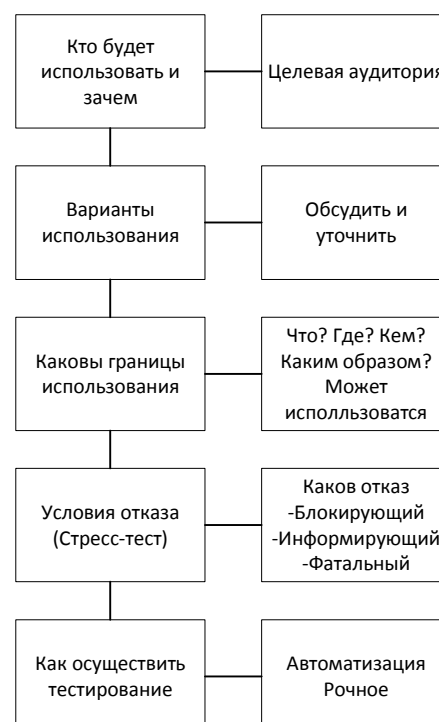 Кто будет
использовать и
зачем
Целевая аудитория
Варианты
использования
Обсудить и
уточнить
Каковы границы
использования
Что? Где? Кем?
Каким образом?
Может
исполльзоватся
Условия отказа
(Стресс-тест)
Каков отказ
-Блокирующий
-Информирующий
-Фатальный
Как осуществить
тестирование
Автоматизация
Рочное